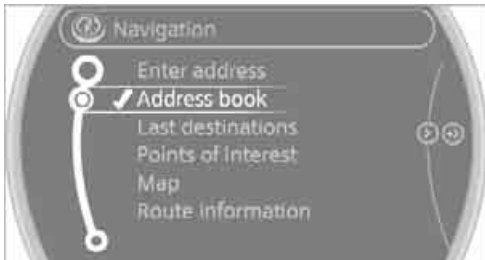 Navigation
Enter address
Address book
Last destinations
Points of Interest
Map
Route information